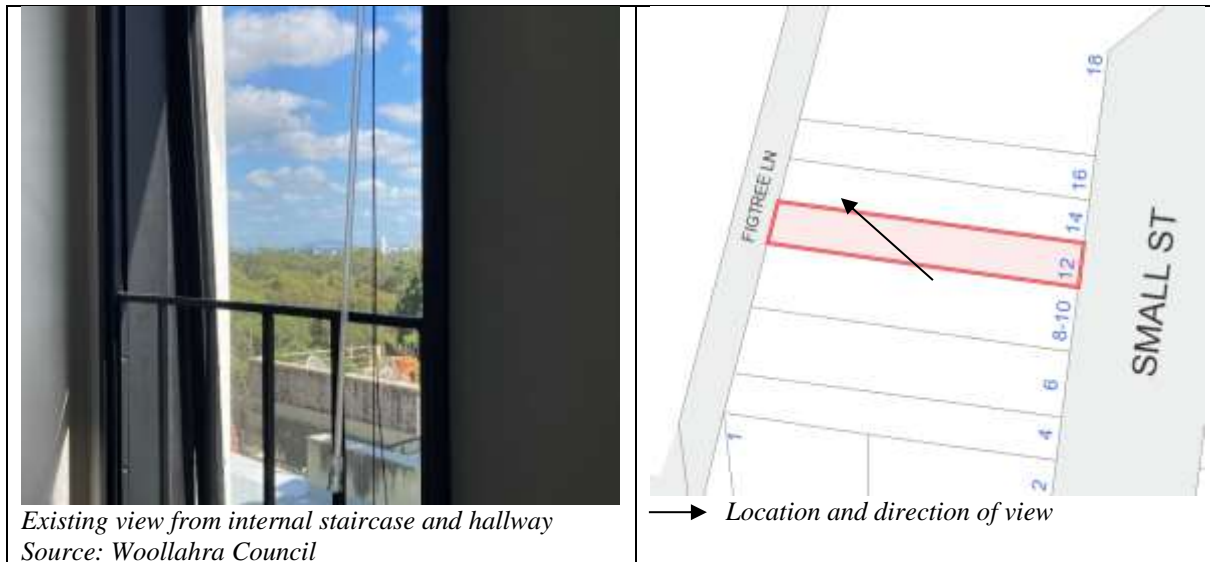 Existing view from internal staircase and hallway
Source: Woollahra Council
18
16
14
12
8-10
6
4
2
1
FIGTREE LN
SMALL ST
Location and direction of view